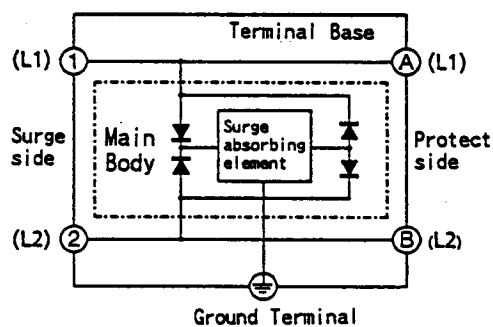 Terminal Base
(L1) 1 A (L1)
Surge side
Main Body
Surge absorbing element
Protect side
(L2) 2 B (L2)
Ground Terminal